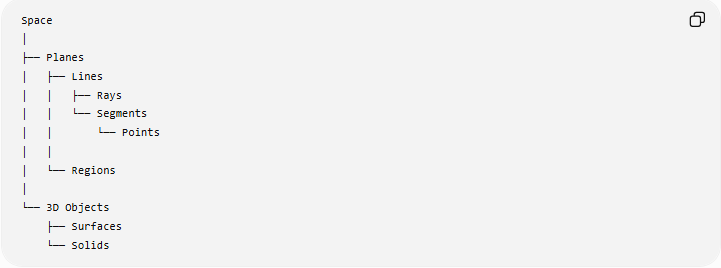 Space
│
├── Planes
│   ├── Lines
│   │   ├── Rays
│   │   └── Segments
│   │       └── Points
│   │
│   └── Regions
│
└── 3D Objects
    ├── Surfaces
    └── Solids